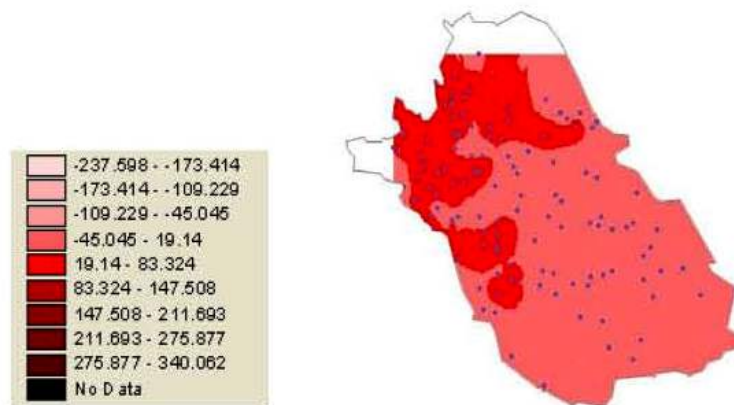 -237.598 - -173.414
-173.414 - -109.229
-109.229 - -45.045
-45.045 - 19.14
19.14 - 83.324
83.324 - 147.508
147.508 - 211.693
211.693 - 275.877
275.877 - 340.062
No Data